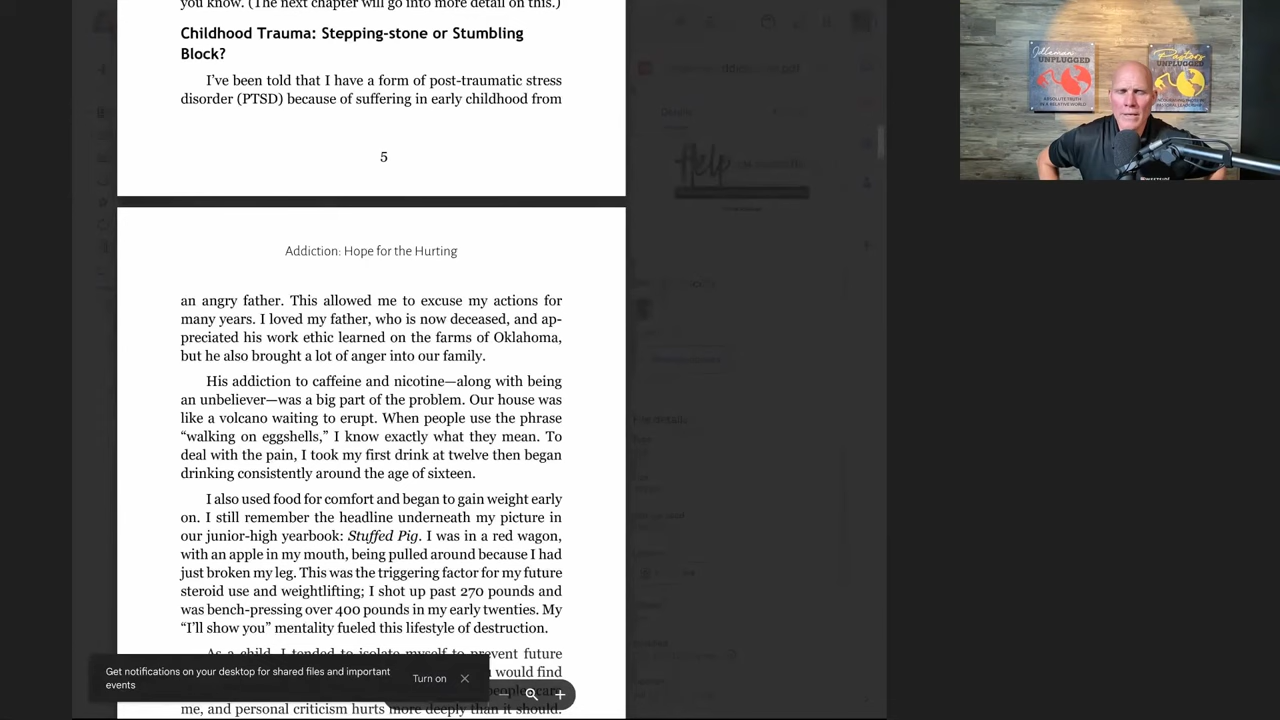 you know. (The next chapter will go into more detail on this.)
Childhood Trauma: Stepping-stone or Stumbling
Block?
I've been told that I have a form of post-traumatic stress
disorder (PTSD) because of suffering in early childhood from
5
Addiction: Hope for the Hurting
an angry father. This allowed me to excuse my actions for
many years. I loved my father, who is now deceased, and ap-
preciated his work ethic learned on the farms of Oklahoma,
but he also brought a lot of anger into our family.
His addiction to caffeine and nicotine—along with being
an unbeliever—was a big part of the problem. Our house was
like a volcano waiting to erupt. When people use the phrase
“walking on eggshells,” I know exactly what they mean. To
deal with the pain, I took my first drink at twelve then began
drinking consistently around the age of sixteen.
I also used food for comfort and began to gain weight early
on. I still remember the headline underneath my picture in
our junior-high yearbook: Stuffed Pig. I was in a red wagon,
with an apple in my mouth, being pulled around because I had
just broken my leg. This was the triggering factor for my future
steroid use and weightlifting; I shot up past 270 pounds and
was bench-pressing over 400 pounds in my early twenties. My
“I'll show you” mentality fueled this lifestyle of destruction.
As a child, I tended to isolate myself to prevent future
would find
me, and personal criticism hurts more deeply than it should.
Get notifications on your desktop for shared files and important
events
Turn on
Help
.pdf
Details
Idleman
UNPLUGGED
ABSOLUTE TRUTH
IN A RELATIVE WORLD
Pastors
UNPLUGGED